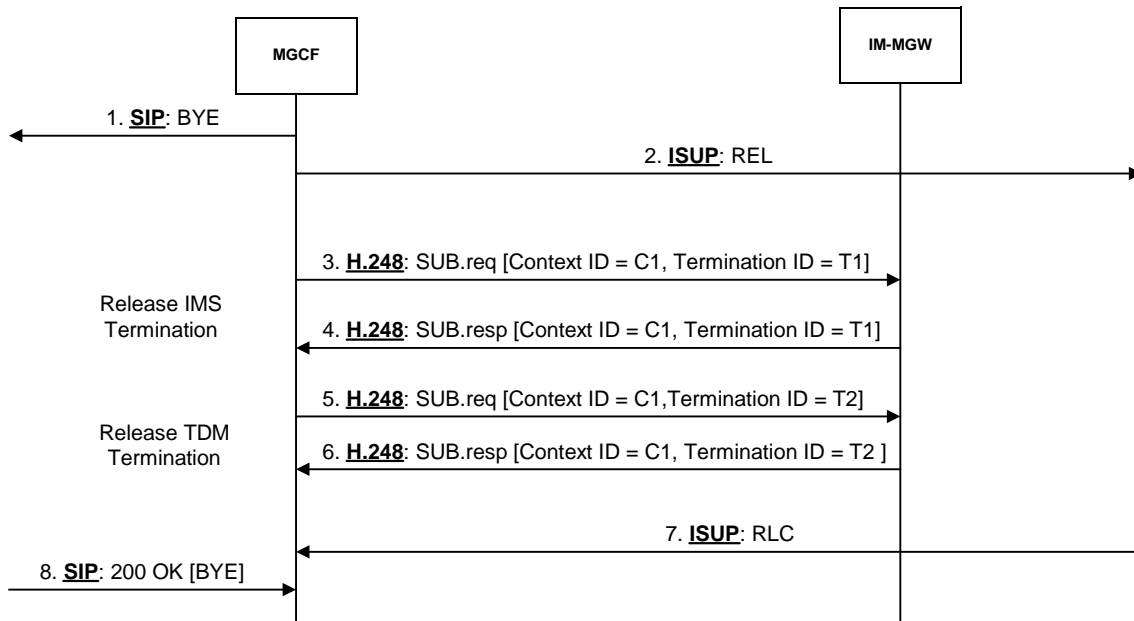 MGCF
IM-MGW
1. SIP: BYE
2. ISUP: REL
3. H.248: SUB.req [Context ID = C1, Termination ID = T1]
Release IMS
Termination
4. H.248: SUB.resp [Context ID = C1, Termination ID = T1]
5. H.248: SUB.req [Context ID = C1,Termination ID = T2]
Release TDM
Termination
6. H.248: SUB.resp [Context ID = C1, Termination ID = T2 ]
7. ISUP: RLC
8. SIP: 200 OK [BYE]